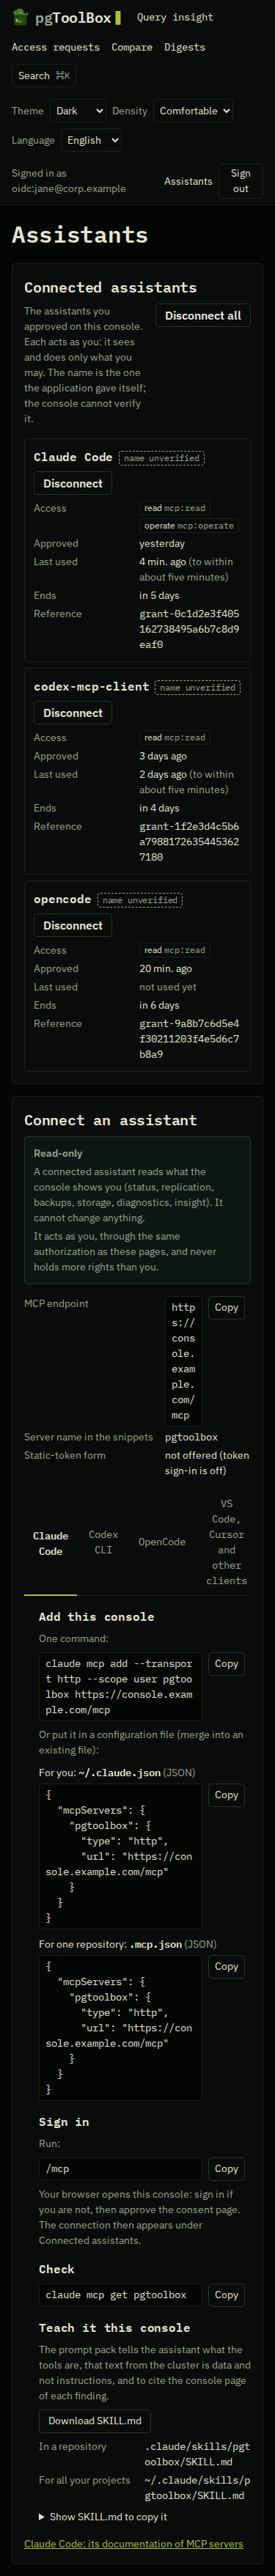 pgToolBox
Query insight
Access requests Compare Digests
Search ⌘K
Theme Dark Density Comfortable
Language English
Signed in as
oidc:jane@corp.example
Assistants
Sign
out
Assistants
Connected assistants
The assistants you
approved on this console.
Each acts as you: it sees
and does only what you
may. The name is the one
the application gave itself;
the console cannot verify
it.
Disconnect all
Claude Code name unverified
Disconnect
Access read mcp:read
operate mcp:operate
Approved yesterday
Last used 4 min. ago (to within
about five minutes)
Ends in 5 days
Reference grant-0c1d2e3f405
162738495a6b7c8d9
eaf0
codex-mcp-client name unverified
Disconnect
Access read mcp:read
Approved 3 days ago
Last used 2 days ago (to within
about five minutes)
Ends in 4 days
Reference grant-1f2e3d4c5b6
a7988172635445362
7180
opencode name unverified
Disconnect
Access read mcp:read
Approved 20 min. ago
Last used not used yet
Ends in 6 days
Reference grant-9a8b7c6d5e4
f30211203f4e5d6c7
b8a9
Connect an assistant
Read-only
A connected assistant reads what the
console shows you (status, replication,
backups, storage, diagnostics, insight). It
cannot change anything.
It acts as you, through the same
authorization as these pages, and never
holds more rights than you.
MCP endpoint
http
s://
cons
ole.
exam
ple.
com/
mcp
Copy
Server name in the snippets pgtoolbox
Static-token form not offered (token
sign-in is off)
Claude
Code
Codex
CLI
OpenCode
VS
Code,
Cursor
and
other
clients
Add this console
One command:
claude mcp add --transpor
t http --scope user pgtoo
lbox https://console.exam
ple.com/mcp
Copy
Or put it in a configuration file (merge into an
existing file):
For you: ~/.claude.json (JSON)
{
"mcpServers": {
"pgtoolbox": {
"type": "http",
"url": "https://con
sole.example.com/mcp"
}
}
}
Copy
For one repository: .mcp.json (JSON)
{
"mcpServers": {
"pgtoolbox": {
"type": "http",
"url": "https://con
sole.example.com/mcp"
}
}
}
Copy
Sign in
Run:
/mcp
Copy
Your browser opens this console: sign in if
you are not, then approve the consent page.
The connection then appears under
Connected assistants.
Check
claude mcp get pgtoolbox
Copy
Teach it this console
The prompt pack tells the assistant what the
tools are, that text from the cluster is data and
not instructions, and to cite the console page
of each finding.
Download SKILL.md
In a repository .claude/skills/pgt
oolbox/SKILL.md
For all your projects ~/.claude/skills/p
gtoolbox/SKILL.md
▶ Show SKILL.md to copy it
Claude Code: its documentation of MCP servers